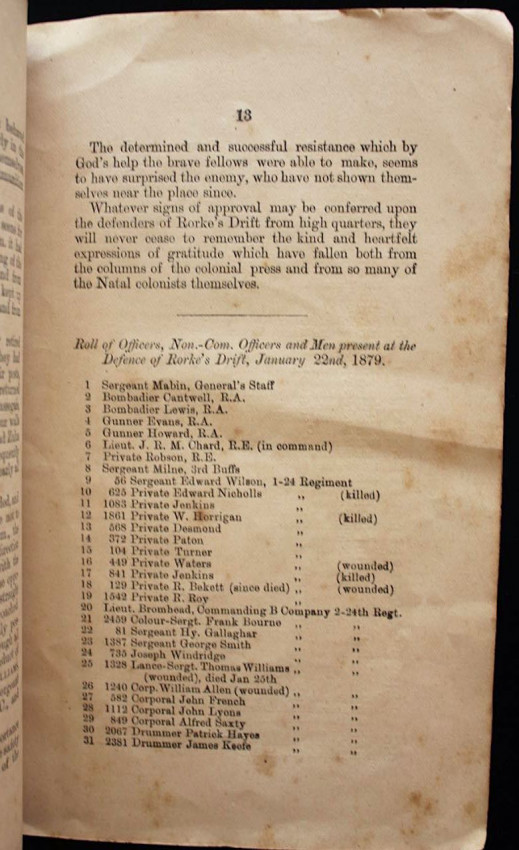 13
The determined and successful resistance which by
God's help the brave fellows were able to make, seems
to have surprised the enemy, who have not shown them-
selves near the place since.
Whatever signs of approval may be conferred upon
the defenders of Rorke's Drift from high quarters, they
will never cease to remember the kind and heartfelt
expressions of gratitude which have fallen both from
the columns of the colonial press and from so many of
the Natal colonists themselves.
Roll of Officers, Non.-Com. Officers and Men present at the
Defence of Rorke's Drift, January 22nd, 1879.
1 Sergeant Mabin, General's Staff
2 Bombadier Cantwell, R.A.
3 Bombadier Lewis, R.A.
4 Gunner Evans, R.A.
5 Gunner Howard, R.A.
6 Lieut. J. R. M. Chard, R.E. (in command)
7 Private Robson, R.E.
8 Sergeant Milne, 3rd Buffs
9 56 Sergeant Edward Wilson, 1-24 Regiment
10 625 Private Edward Nicholls ,, (killed)
11 1083 Private Jenkins ,,
12 1861 Private W. Horrigan ,, (killed)
13 568 Private Desmond ,,
14 372 Private Paton ,,
15 104 Private Turner ,,
16 449 Private Waters ,, (wounded)
17 841 Private Jenkins ,, (killed)
18 129 Private R. Bekett (since died) ,, (wounded)
19 1542 Private R. Roy ,,
20 Lieut. Bromhead, Commanding B Company 2-24th Regt.
21 2459 Colour-Sergt. Frank Bourne ,, ,,
22 81 Sergeant Hy. Gallaghar ,, ,,
23 1387 Sergeant George Smith ,, ,,
24 735 Joseph Windridge ,, ,,
25 1328 Lance-Sergt. Thomas Williams ,, ,,
(wounded), died Jan 25th
26 1240 Corp. William Allen (wounded) ,, ,,
27 582 Corporal John French ,, ,,
28 1112 Corporal John Lyons ,, ,,
29 849 Corporal Alfred Saxty ,, ,,
30 2067 Drummer Patrick Hayes ,, ,,
31 2381 Drummer James Keefe ,, ,,